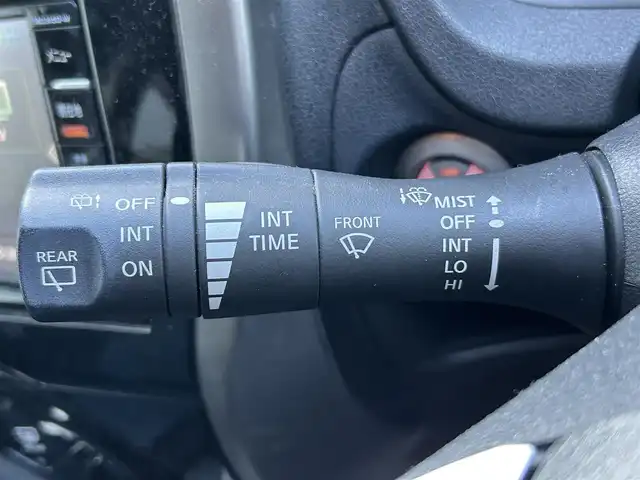 REAR
OFF
INT
ON
INT
TIME
FRONT
MIST
OFF
INT
LO
HI